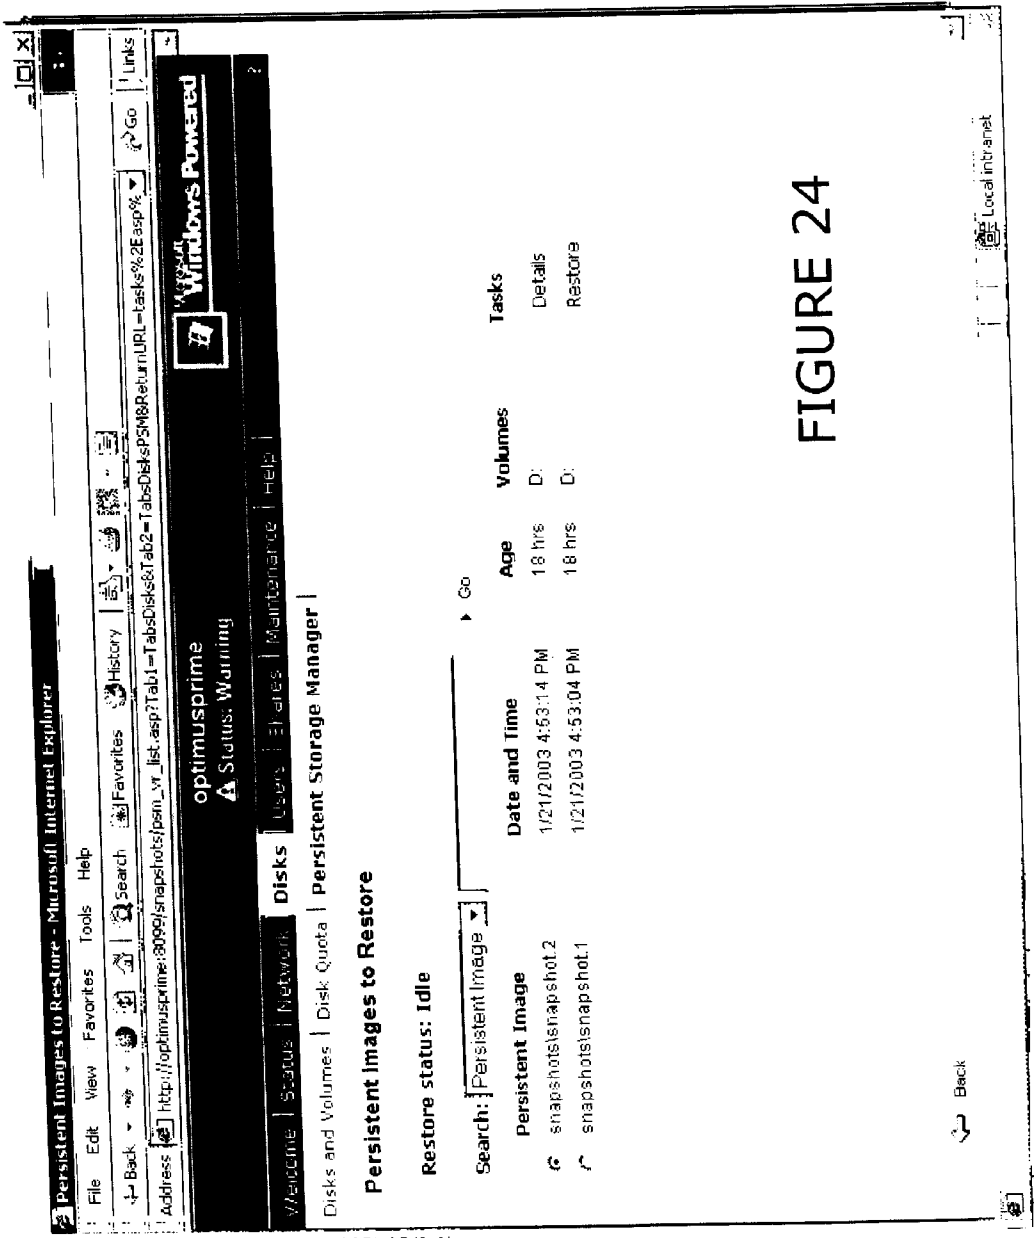 Persistent Images to Restore - Microsoft Internet Explorer
File Edit View Favorites Tools Help
Back Search Favorites History
Address http://optimusprime:8099/snapshots/psm_vr_list.asp?Tab1=TabsDisks&Tab2=TabsDisksPSM&ReturnURL=tasks%2Easp% Go Links
optimusprime
Status: Warning
Microsoft
Windows Powered
Welcome | Status | Network | Disks | Users | Shares | Maintenance | Help | ?
Disks and Volumes | Disk Quota | Persistent Storage Manager |
Persistent Images to Restore
Restore status: Idle
Search: Persistent Image Go
Persistent Image Date and Time Age Volumes Tasks
snapshots\snapshot.2 1/21/2003 4:53:14 PM 18 hrs D: Details
snapshots\snapshot.1 1/21/2003 4:53:04 PM 18 hrs D: Restore
FIGURE 24
Back
Local intranet